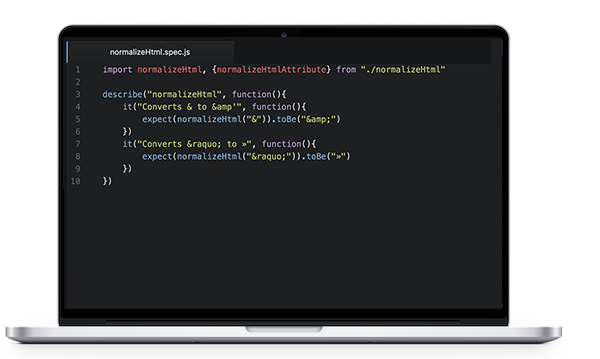 normalizeHtml.spec.js
1 import normalizeHtml, {normalizeHtmlAttribute} from "./normalizeHtml"
2
3 describe("normalizeHtml", function(){
4 it("Converts & to &amp'", function(){
5 expect(normalizeHtml("&")).toBe("&amp;")
6 })
7 it("Converts &raquo; to »", function(){
8 expect(normalizeHtml("&raquo;")).toBe("»")
9 })
10 })